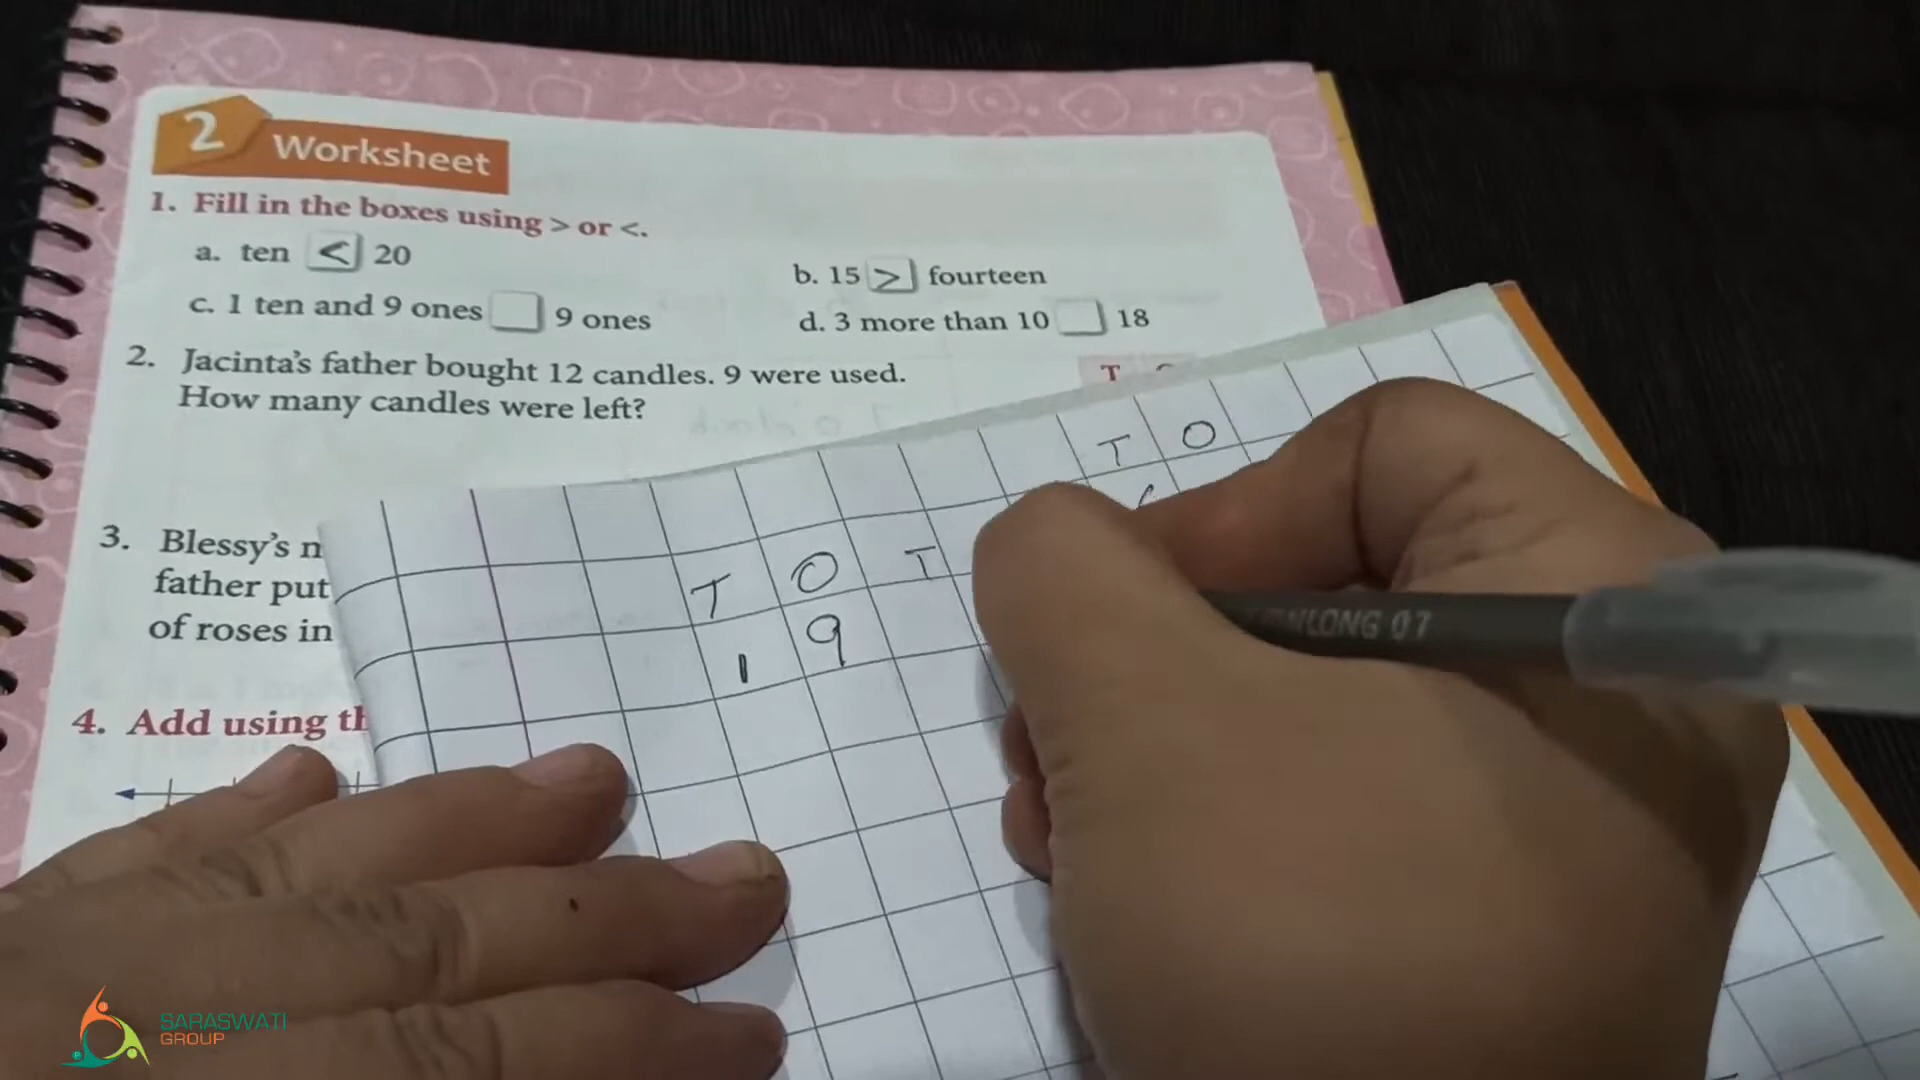 2 Worksheet
1. Fill in the boxes using > or <.
a. ten < 20
b. 15 > fourteen
c. 1 ten and 9 ones 9 ones
d. 3 more than 10 18
2. Jacinta's father bought 12 candles. 9 were used.
How many candles were left?
T
T O
T O T
1 9
3. Blessy's
father put
of roses in
4. Add using
LONG 07
SARASWATI
GROUP